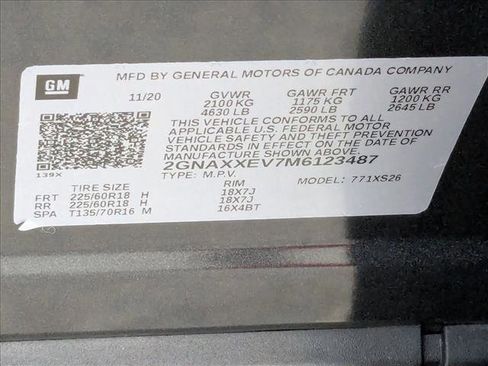 GM
MFD BY GENERAL MOTORS OF CANADA COMPANY
11/20 GVWR GAWR FRT GAWR RR
2100 KG 1175 KG 1200 KG
4630 LB 2590 LB 2645 LB
THIS VEHICLE CONFORMS TO ALL
APPLICABLE U.S. FEDERAL MOTOR
VEHICLE SAFETY AND THEFT PREVENTION
STANDARDS IN EFFECT ON THE DATE
OF MANUFACTURE SHOWN ABOVE.
2GNAXXEV7M6123487
139X TYPE: M.P.V. MODEL: 771XS26
TIRE SIZE RIM
FRT 225/60R18 H 18X7J
RR 225/60R18 H 18X7J
SPA T135/70R16 M 16X4BT